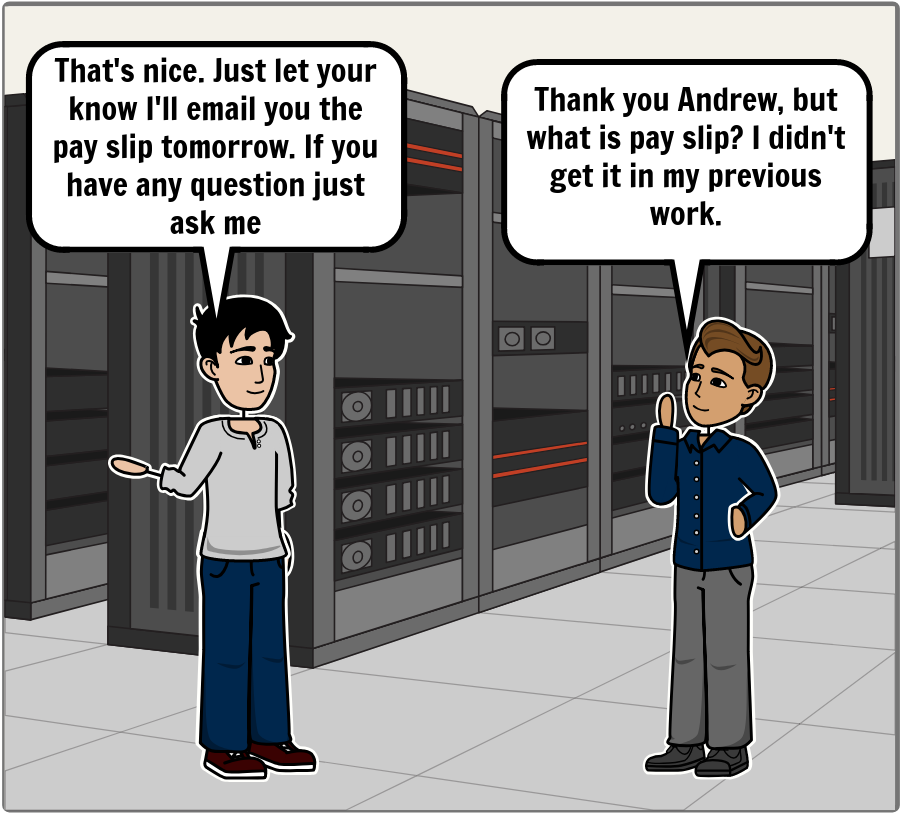 That's nice. Just let your
know I'll email you the
pay slip tomorrow. If you
have any question just
ask me
Thank you Andrew, but
what is pay slip? I didn't
get it in my previous
work.